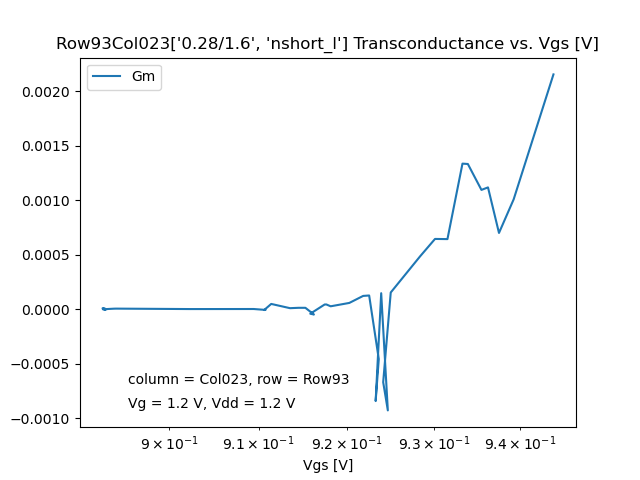 Row93Col023['0.28/1.6', 'nshort_l'] Transconductance vs. Vgs [V]
Gm
0.0020
0.0015
0.0010
0.0005
0.0000
−0.0005
−0.0010
column = Col023, row = Row93
Vg = 1.2 V, Vdd = 1.2 V
9 × 10⁻¹ 9.1 × 10⁻¹ 9.2 × 10⁻¹ 9.3 × 10⁻¹ 9.4 × 10⁻¹
Vgs [V]